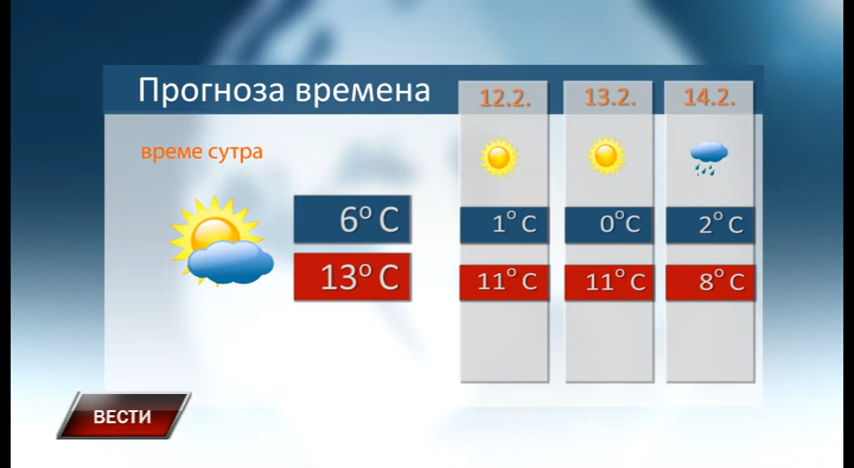 Прогноза времена
време сутра
6º C
13º C
12.2.
1º C
11º C
13.2.
0ºC
11º C
14.2.
2º C
8º C
ВЕСТИ